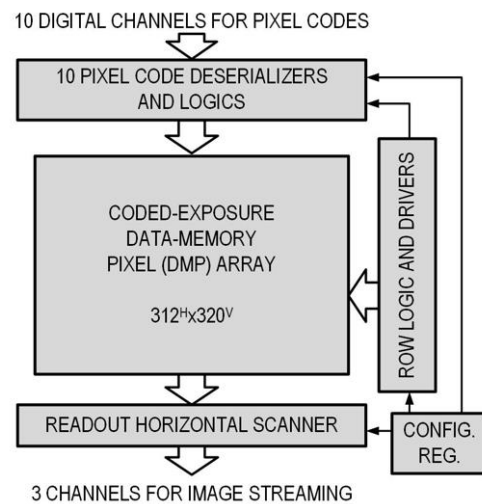 10 DIGITAL CHANNELS FOR PIXEL CODES
10 PIXEL CODE DESERIALIZERS
AND LOGICS
CODED-EXPOSURE
DATA-MEMORY
PIXEL (DMP) ARRAY
312ᴴx320ⱽ
ROW LOGIC AND DRIVERS
READOUT HORIZONTAL SCANNER
CONFIG.
REG.
3 CHANNELS FOR IMAGE STREAMING